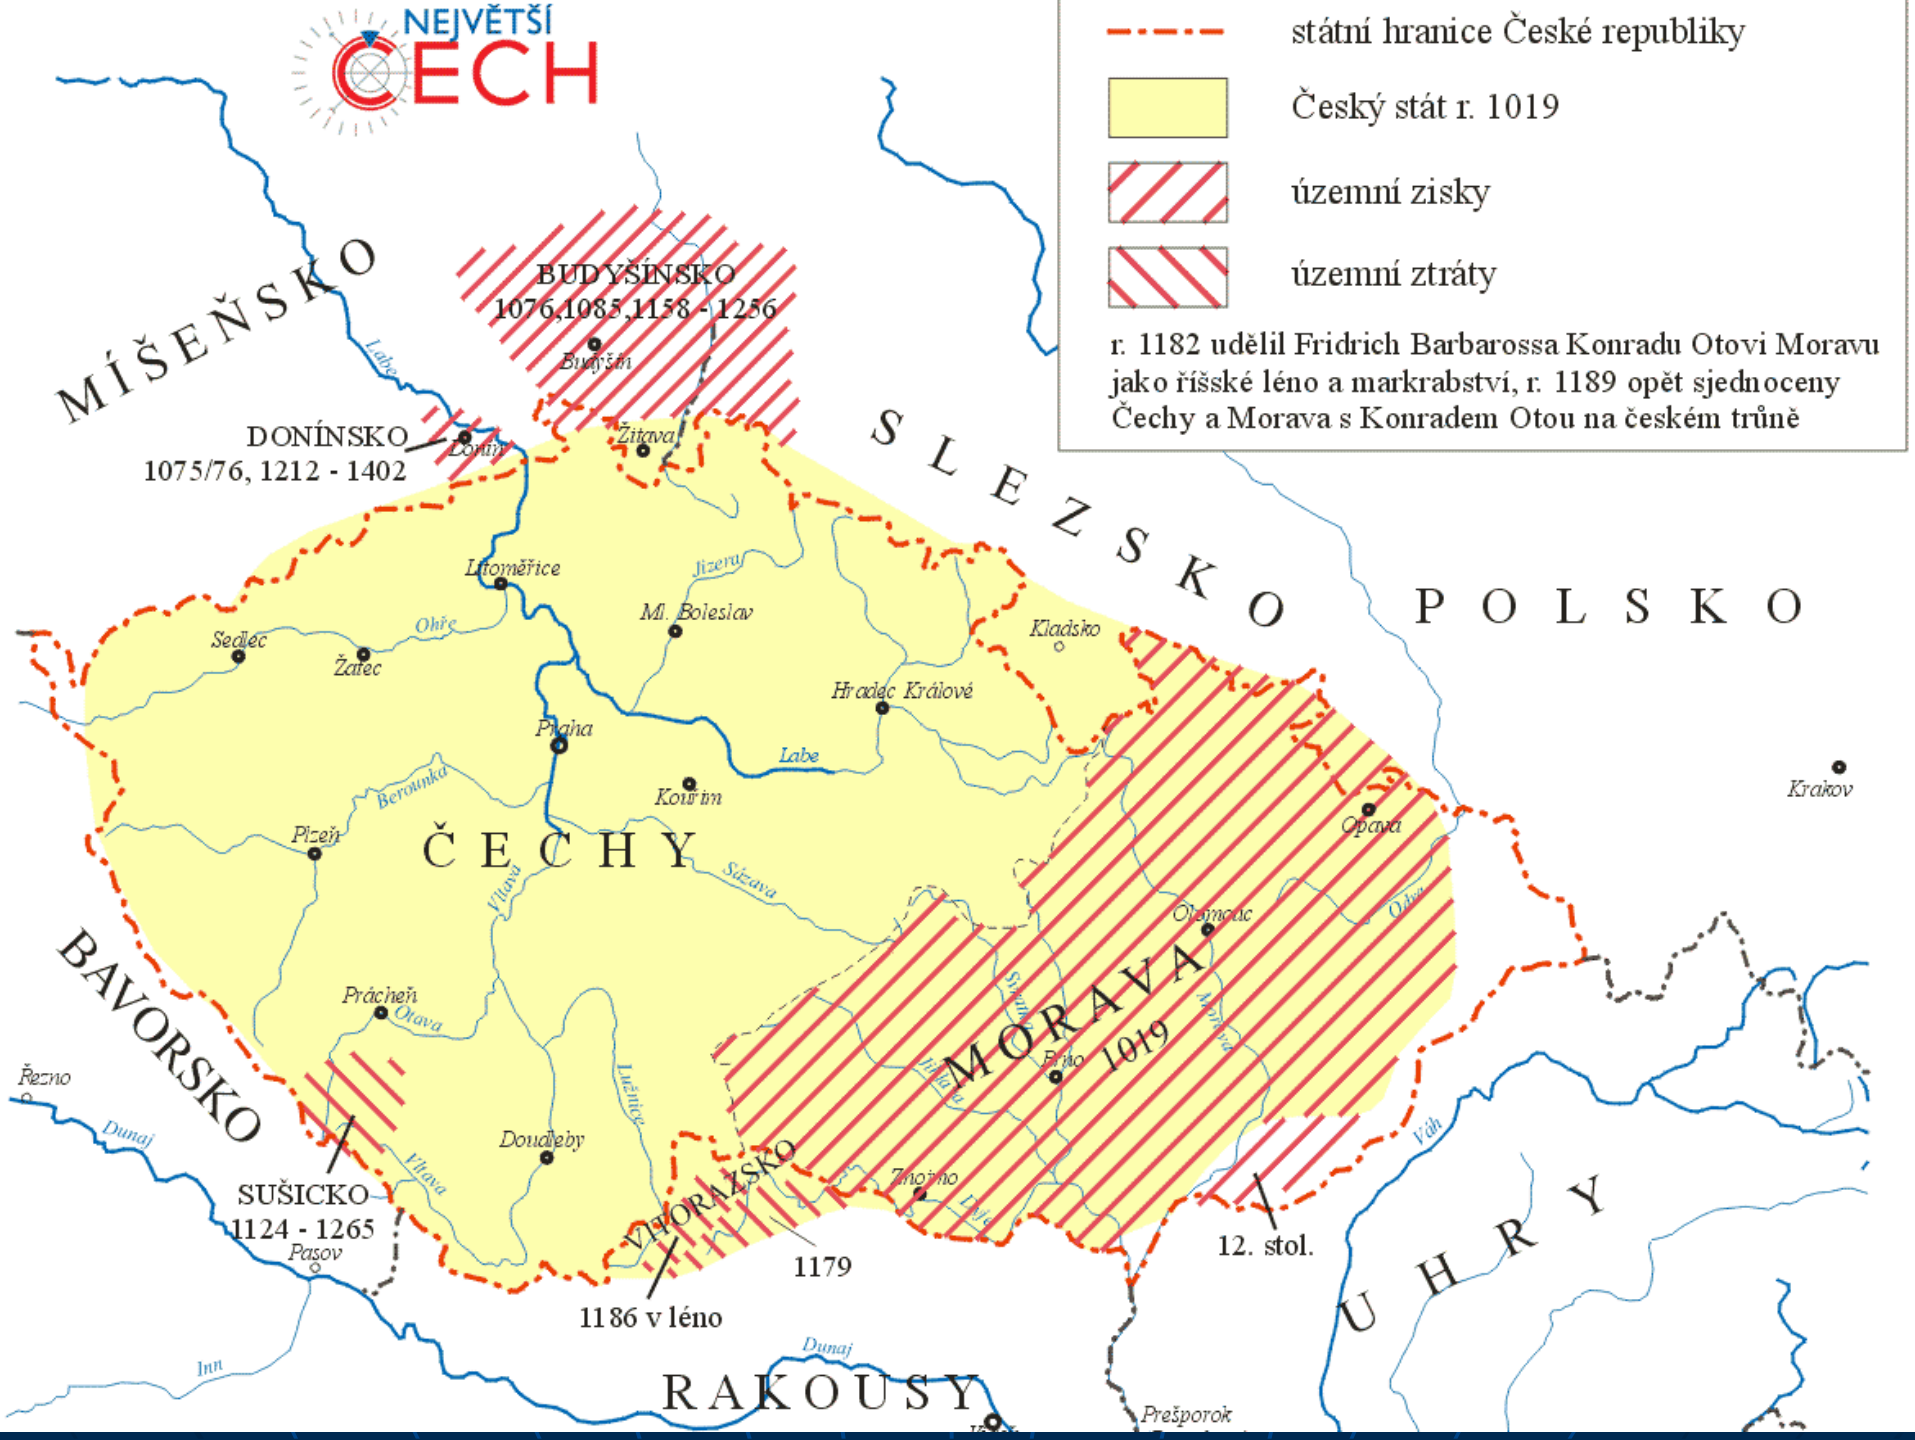 NEJVĚTŠÍ
ČECH
státní hranice České republiky
Český stát r. 1019
územní zisky
územní ztráty
r. 1182 udělil Fridrich Barbarossa Konradu Otovi Moravu
jako říšské léno a markrabství, r. 1189 opět sjednoceny
Čechy a Morava s Konradem Otou na českém trůně
MÍŠEŇSKO
BUDYŠÍNSKO
1076,1085,1158 - 1256
Budyšín
Labe
DONÍNSKO
1075/76, 1212 - 1402
Donín
Žitava
SLEZSKO
POLSKO
Litoměřice
Jizera
Ml. Boleslav
Ohře
Sedlec
Žatec
Kladsko
Hradec Králové
Praha
Labe
Kouřim
Berounka
Plzeň
ČECHY
Vltava
Sázava
Krakov
Opava
Odra
Olomouc
MORAVA
1019
Svratka
Morava
Jihlava
Brno
BAVORSKO
Prácheň
Otava
Lužnice
Řezno
Dunaj
Doudleby
Vltava
SUŠICKO
1124 - 1265
Pasov
VITORAZSKO
1179
1186 v léno
Znojmo
Dyje
12. stol.
Váh
UHRY
Inn
Dunaj
RAKOUSY
Prešporok